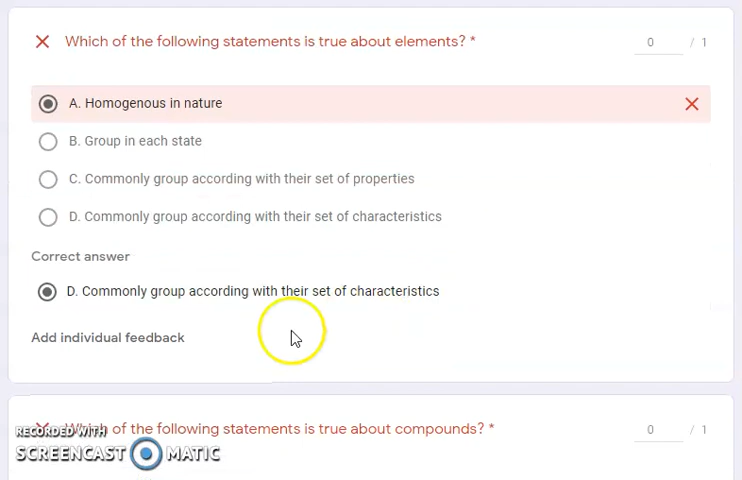 Which of the following statements is true about elements? *
0 / 1
A. Homogenous in nature
B. Group in each state
C. Commonly group according with their set of properties
D. Commonly group according with their set of characteristics
Correct answer
D. Commonly group according with their set of characteristics
Add individual feedback
Which of the following statements is true about compounds? *
0 / 1
RECORDED WITH
SCREENCAST MATIC